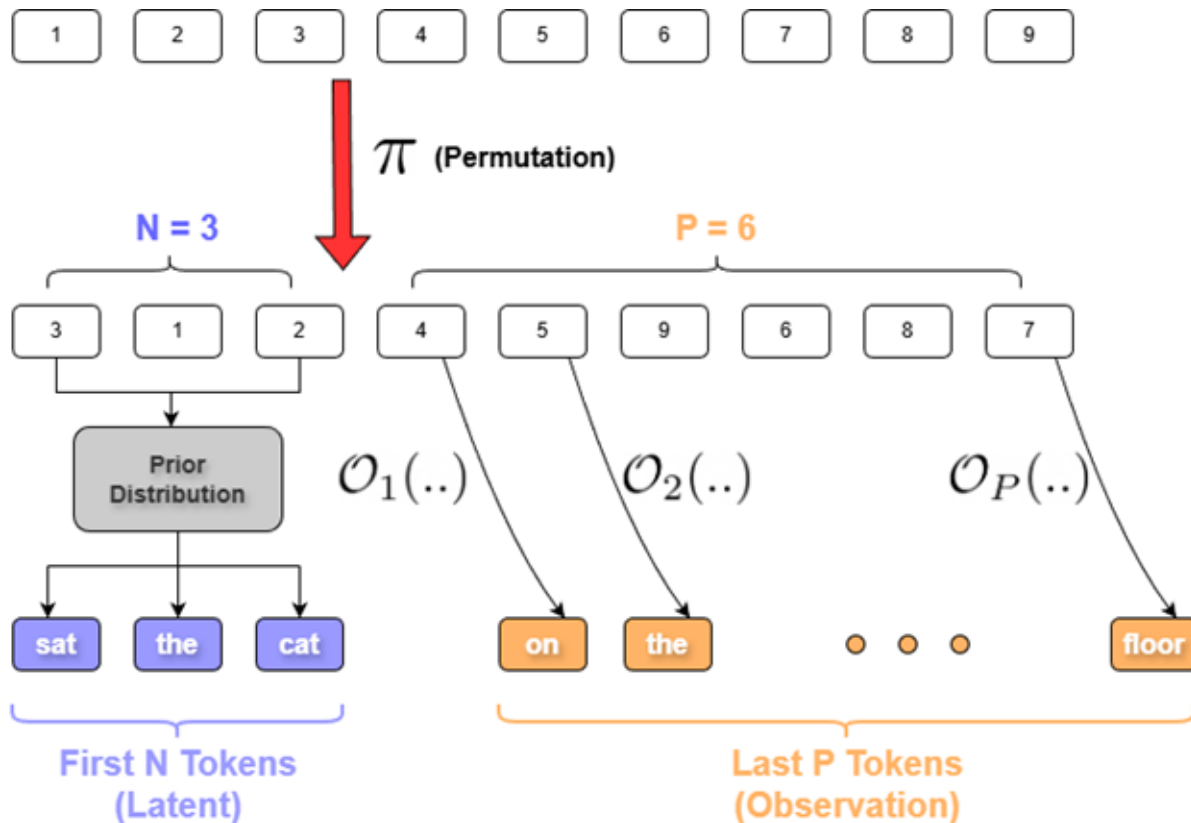 1 2 3 4 5 6 7 8 9
π (Permutation)
N = 3 P = 6
3 1 2 4 5 9 6 8 7
Prior
Distribution
𝒪₁(..) 𝒪₂(..) 𝒪_P(..)
sat the cat on the floor
First N Tokens Last P Tokens
(Latent) (Observation)